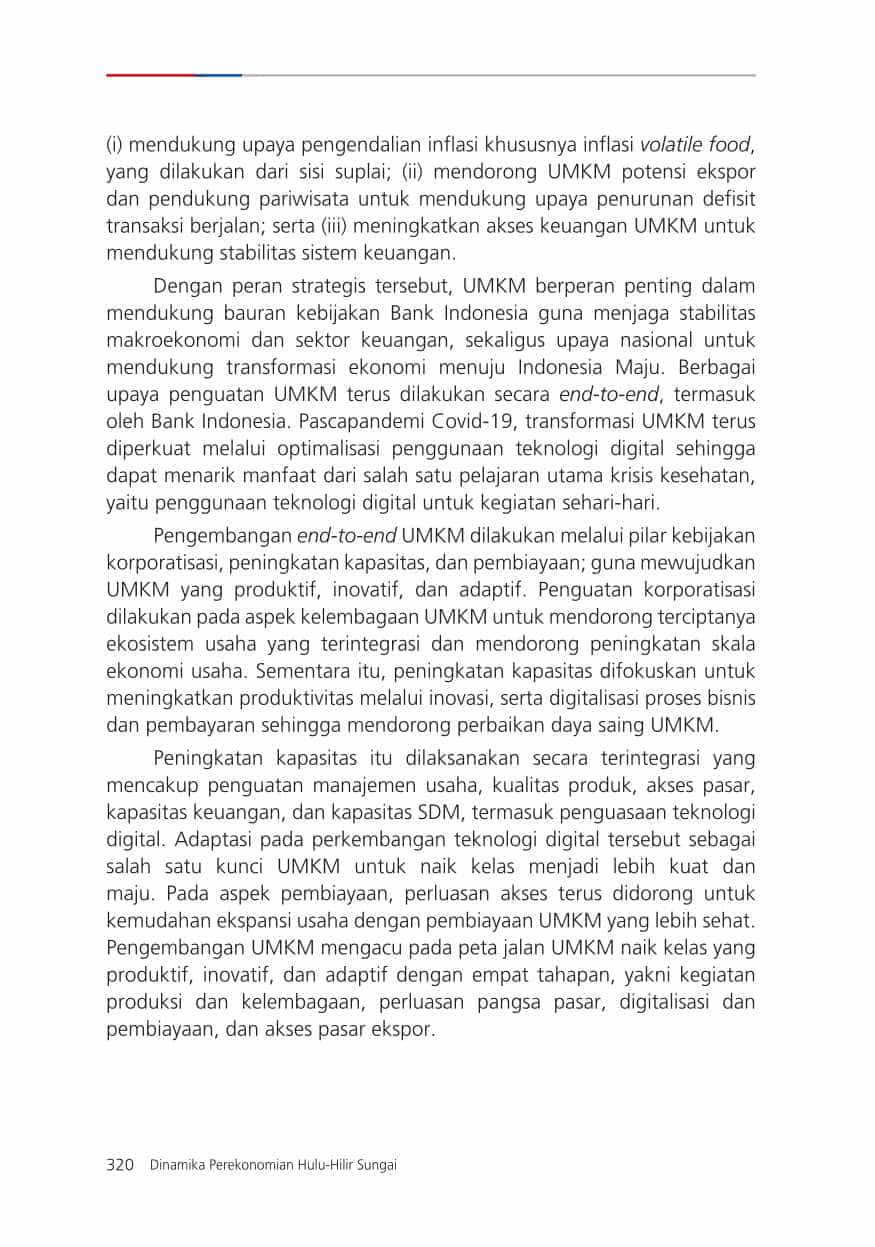 (i) mendukung upaya pengendalian inflasi khususnya inflasi volatile food,
yang dilakukan dari sisi suplai; (ii) mendorong UMKM potensi ekspor
dan pendukung pariwisata untuk mendukung upaya penurunan defisit
transaksi berjalan; serta (iii) meningkatkan akses keuangan UMKM untuk
mendukung stabilitas sistem keuangan.
Dengan peran strategis tersebut, UMKM berperan penting dalam
mendukung bauran kebijakan Bank Indonesia guna menjaga stabilitas
makroekonomi dan sektor keuangan, sekaligus upaya nasional untuk
mendukung transformasi ekonomi menuju Indonesia Maju. Berbagai
upaya penguatan UMKM terus dilakukan secara end-to-end, termasuk
oleh Bank Indonesia. Pascapandemi Covid-19, transformasi UMKM terus
diperkuat melalui optimalisasi penggunaan teknologi digital sehingga
dapat menarik manfaat dari salah satu pelajaran utama krisis kesehatan,
yaitu penggunaan teknologi digital untuk kegiatan sehari-hari.
Pengembangan end-to-end UMKM dilakukan melalui pilar kebijakan
korporatisasi, peningkatan kapasitas, dan pembiayaan; guna mewujudkan
UMKM yang produktif, inovatif, dan adaptif. Penguatan korporatisasi
dilakukan pada aspek kelembagaan UMKM untuk mendorong terciptanya
ekosistem usaha yang terintegrasi dan mendorong peningkatan skala
ekonomi usaha. Sementara itu, peningkatan kapasitas difokuskan untuk
meningkatkan produktivitas melalui inovasi, serta digitalisasi proses bisnis
dan pembayaran sehingga mendorong perbaikan daya saing UMKM.
Peningkatan kapasitas itu dilaksanakan secara terintegrasi yang
mencakup penguatan manajemen usaha, kualitas produk, akses pasar,
kapasitas keuangan, dan kapasitas SDM, termasuk penguasaan teknologi
digital. Adaptasi pada perkembangan teknologi digital tersebut sebagai
salah satu kunci UMKM untuk naik kelas menjadi lebih kuat dan
maju. Pada aspek pembiayaan, perluasan akses terus didorong untuk
kemudahan ekspansi usaha dengan pembiayaan UMKM yang lebih sehat.
Pengembangan UMKM mengacu pada peta jalan UMKM naik kelas yang
produktif, inovatif, dan adaptif dengan empat tahapan, yakni kegiatan
produksi dan kelembagaan, perluasan pangsa pasar, digitalisasi dan
pembiayaan, dan akses pasar ekspor.
320 Dinamika Perekonomian Hulu-Hilir Sungai